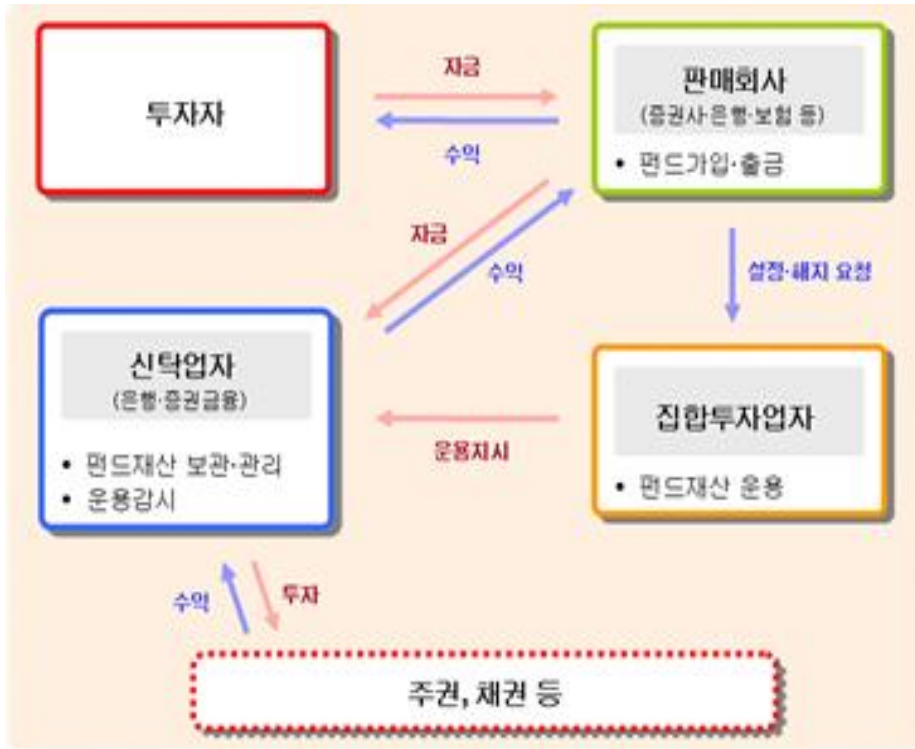 투자자
자금
수익
판매회사
(증권사·은행·보험 등)
• 펀드가입·출금
자금
수익
설정·해지 요청
신탁업자
(은행·증권금융)
• 펀드재산 보관·관리
• 운용감시
운용지시
집합투자업자
• 펀드재산 운용
수익
투자
주권, 채권 등